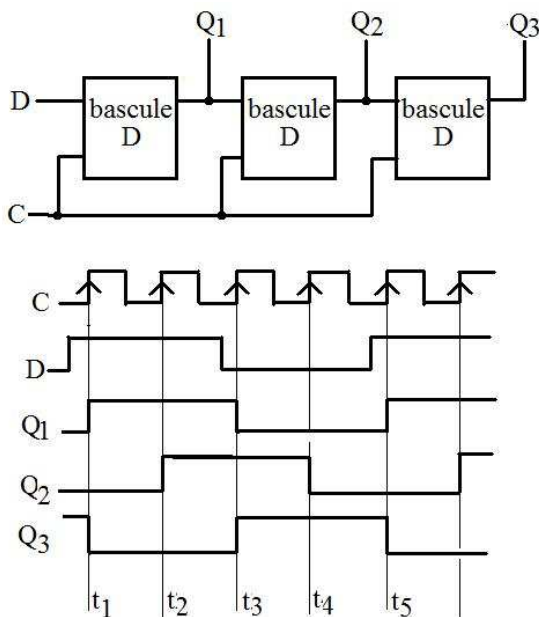 Q1 Q2 Q3
D bascule D bascule D bascule D
C
C
D
Q1
Q2
Q3
t1 t2 t3 t4 t5